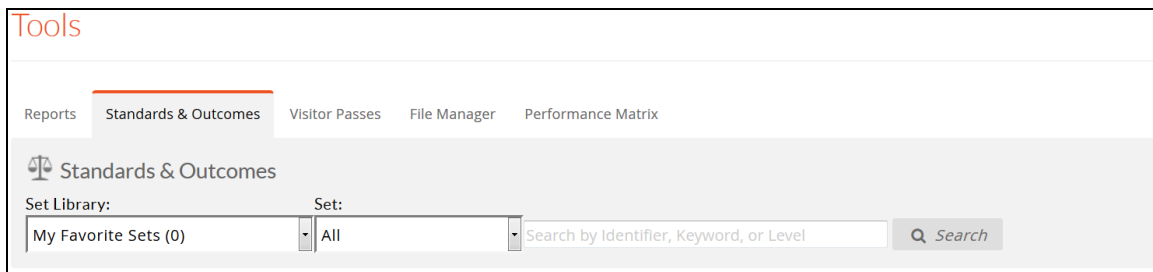 Tools
Reports Standards & Outcomes Visitor Passes File Manager Performance Matrix
Standards & Outcomes
Set Library: Set:
My Favorite Sets (0) All Search by Identifier, Keyword, or Level Search